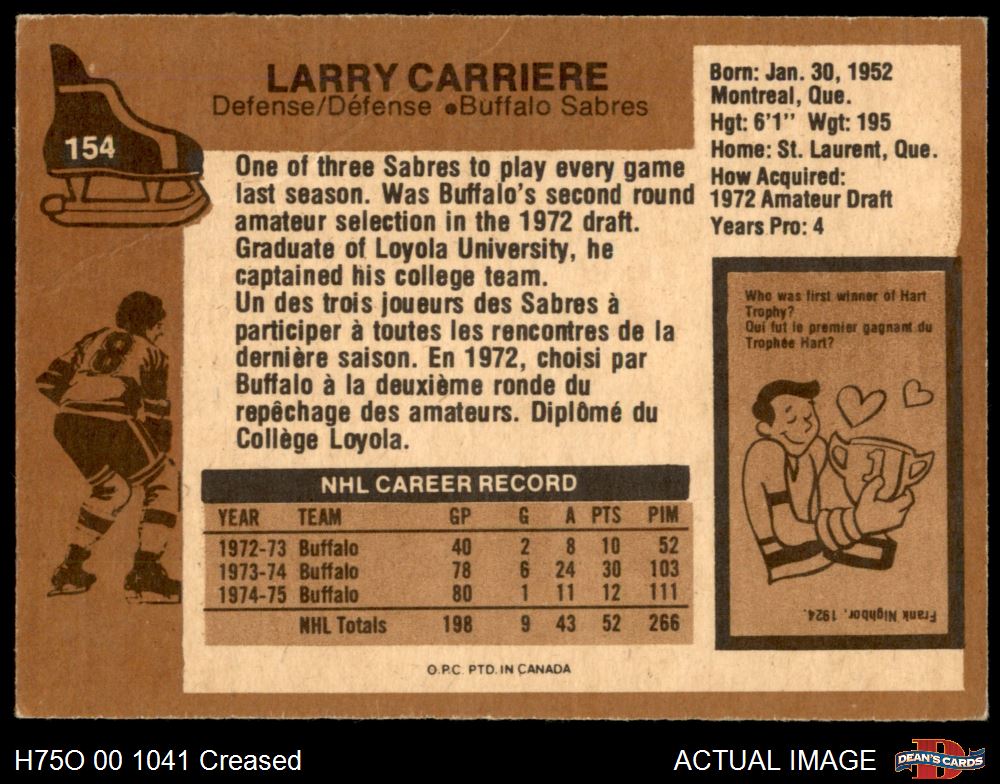 154
LARRY CARRIERE
Defense/Défense ●Buffalo Sabres
One of three Sabres to play every game
last season. Was Buffalo's second round
amateur selection in the 1972 draft.
Graduate of Loyola University, he
captained his college team.
Un des trois joueurs des Sabres à
participer à toutes les rencontres de la
dernière saison. En 1972, choisi par
Buffalo à la deuxième ronde du
repêchage des amateurs. Diplômé du
Collège Loyola.
Born: Jan. 30, 1952
Montreal, Que.
Hgt: 6'1" Wgt: 195
Home: St. Laurent, Que.
How Acquired:
1972 Amateur Draft
Years Pro: 4
Who was first winner of Hart
Trophy?
Qui fut le premier gagnant du
Trophée Hart?
1
Frank Nighbor, 1924.
8
NHL CAREER RECORD
YEAR TEAM GP G A PTS PIM
1972-73 Buffalo 40 2 8 10 52
1973-74 Buffalo 78 6 24 30 103
1974-75 Buffalo 80 1 11 12 111
NHL Totals 198 9 43 52 266
O.P.C. PTD. IN CANADA
H75O 00 1041 Creased
ACTUAL IMAGE
D
DEAN'S CARDS